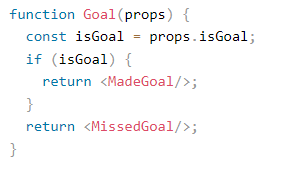 function Goal(props) {
  const isGoal = props.isGoal;
  if (isGoal) {
    return <MadeGoal/>;
  }
  return <MissedGoal/>;
}